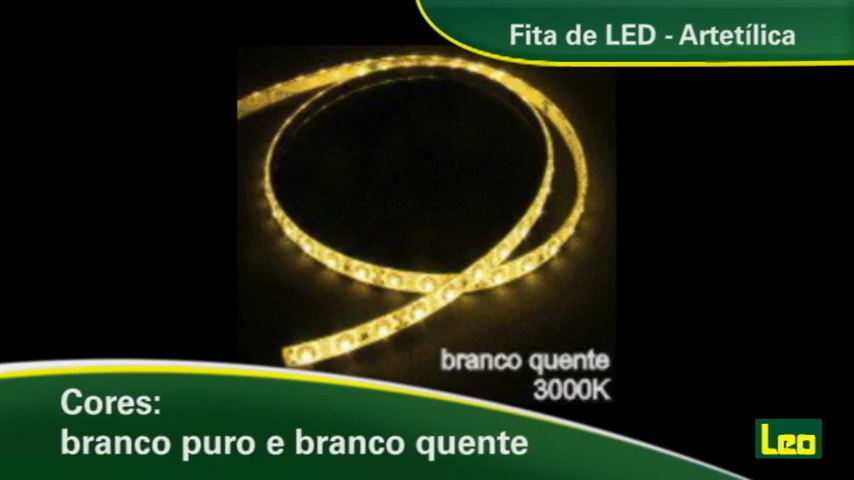 Fita de LED - Artetílica
branco quente
3000K
Cores:
branco puro e branco quente
Leo